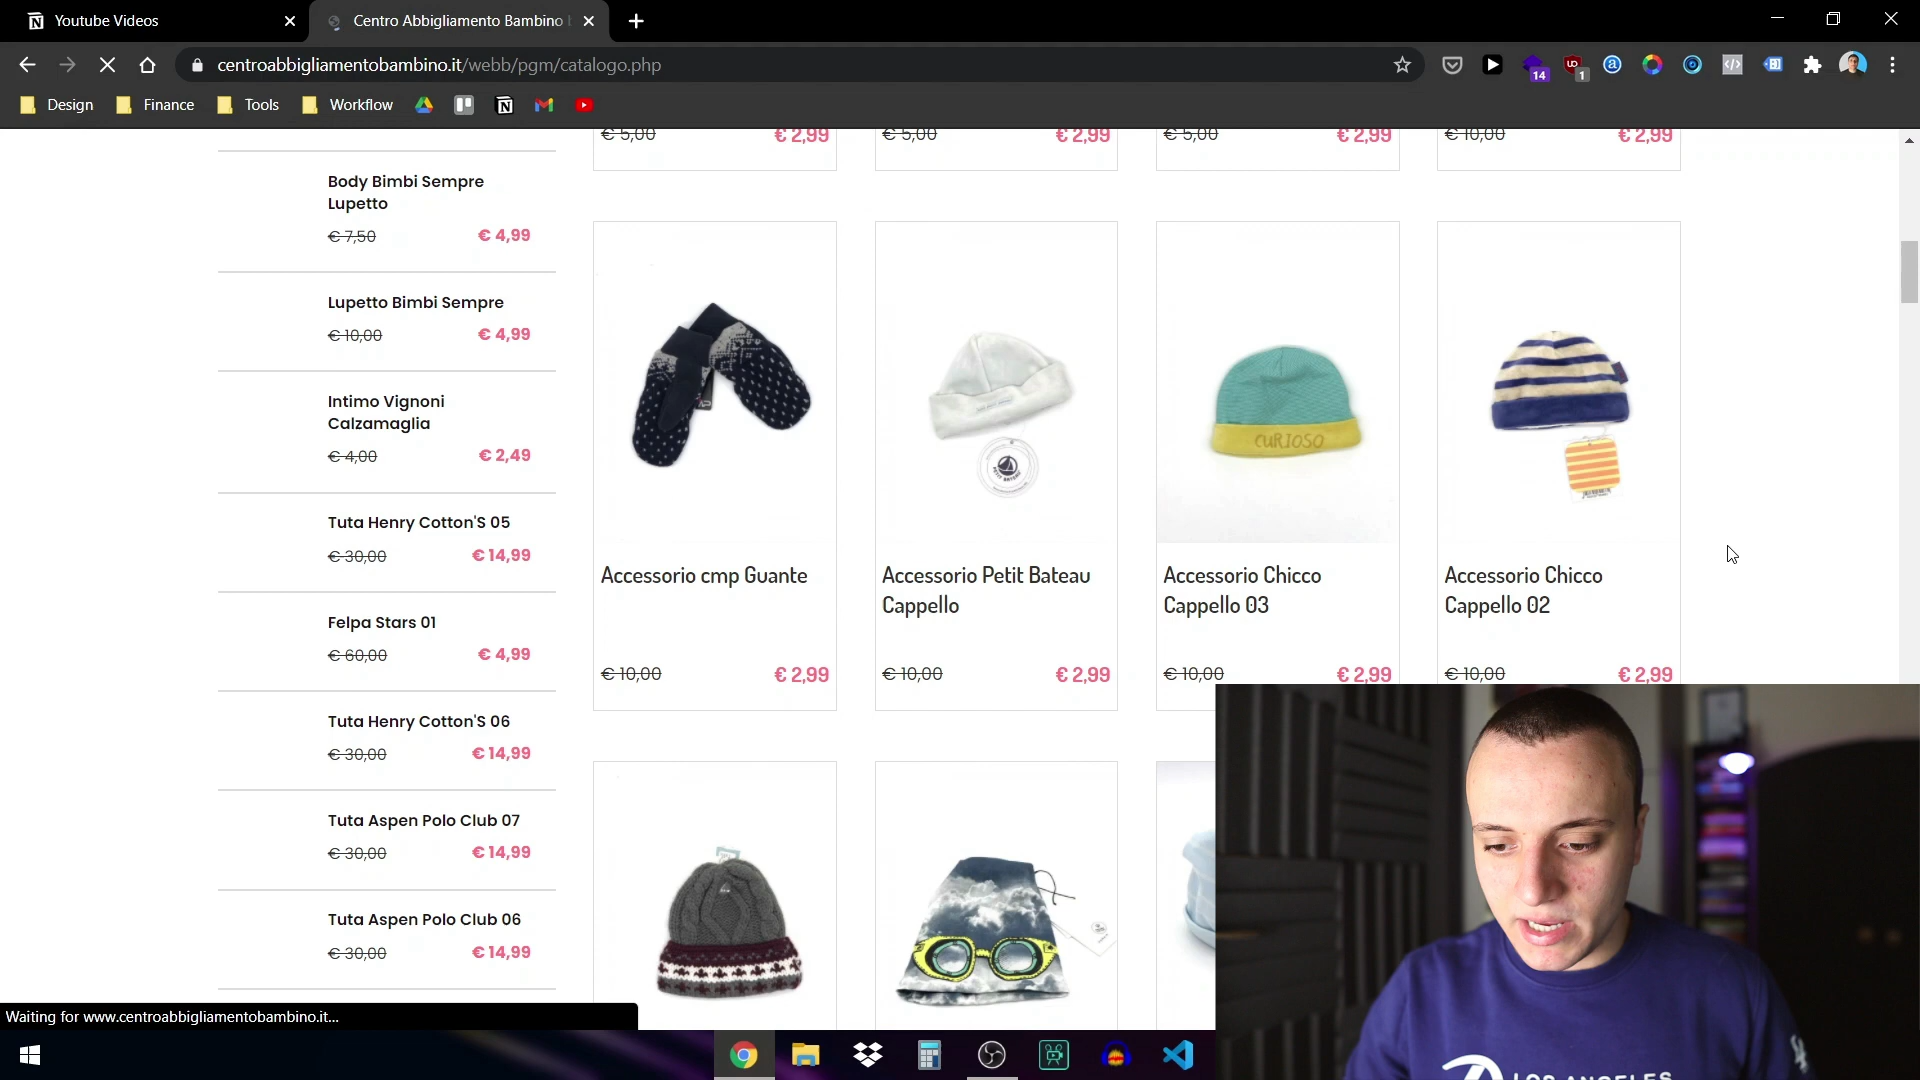 Youtube Videos
Centro Abbigliamento Bambino
centroabbigliamentobambino.it/webb/pgm/catalogo.php
14
1
Design
Finance
Tools
Workflow
€ 5,00
€ 2,99
€ 5,00
€ 2,99
€ 5,00
€ 2,99
€ 10,00
€ 2,99
Body Bimbi Sempre
Lupetto
€ 7,50
€ 4,99
Lupetto Bimbi Sempre
€ 10,00
€ 4,99
Intimo Vignoni
Calzamaglia
€ 4,00
€ 2,49
Tuta Henry Cotton'S 05
€ 30,00
€ 14,99
Felpa Stars 01
€ 60,00
€ 4,99
Tuta Henry Cotton'S 06
€ 30,00
€ 14,99
Tuta Aspen Polo Club 07
€ 30,00
€ 14,99
Tuta Aspen Polo Club 06
€ 30,00
€ 14,99
Accessorio cmp Guante
€ 10,00
€ 2,99
Accessorio Petit Bateau
Cappello
€ 10,00
€ 2,99
CURIOSO
Accessorio Chicco
Cappello 03
€ 10,00
€ 2,99
Accessorio Chicco
Cappello 02
€ 10,00
€ 2,99
Waiting for www.centroabbigliamentobambino.it...
LOS ANGELES